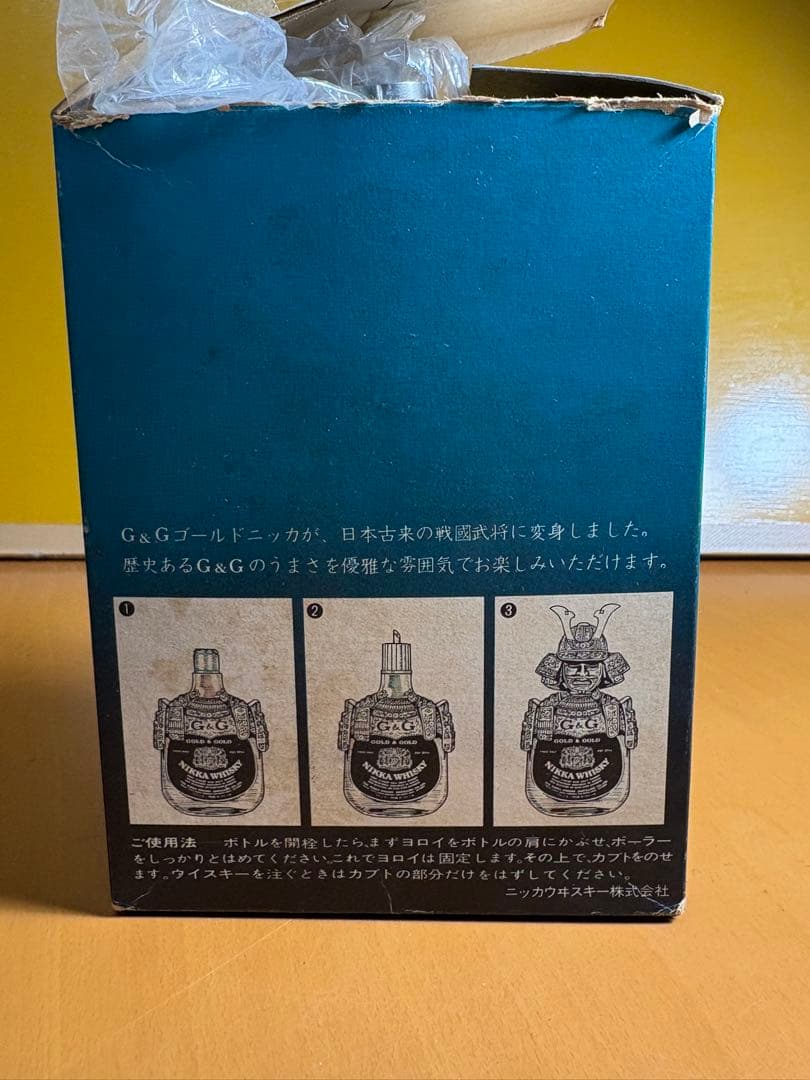 G&Gゴールドニッカが、日本古来の戦國武将に変身しました。
歴史あるG&Gのうまさを優雅な雰囲気でお楽しみいただけます。
1
2
3
G&G
GOLD & GOLD
NIKKA WHISKY
G&G
GOLD & GOLD
NIKKA WHISKY
G&G
GOLD & GOLD
NIKKA WHISKY
ご使用法 ── ボトルを開栓したら、まずヨロイをボトルの肩にかぶせ、ポーラー
をしっかりとはめてください。これでヨロイは固定します。その上で、カブトをのせ
ます。ウイスキーを注ぐときはカブトの部分だけをはずしてください。
ニッカウヰスキー株式会社